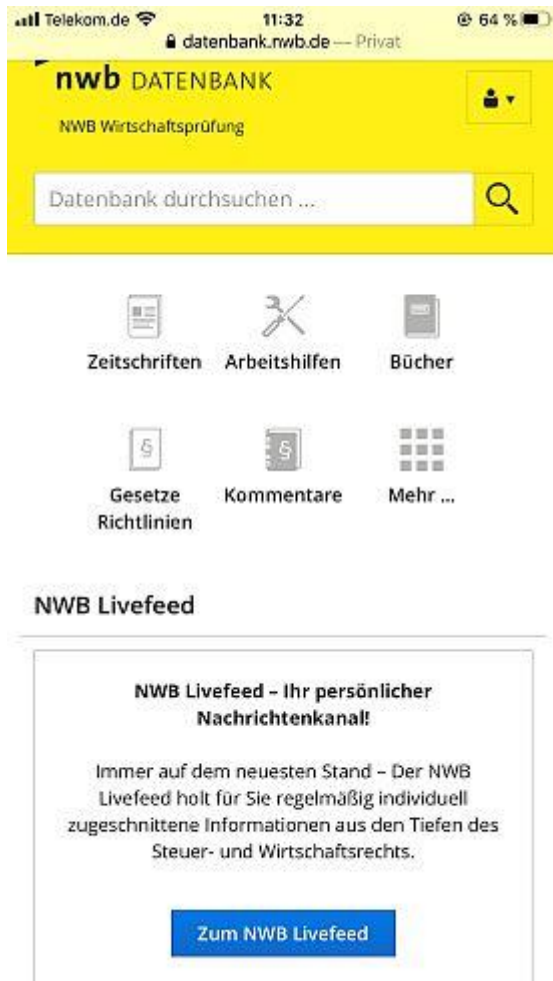 Telekom.de 11:32 64 %
datenbank.nwb.de — Privat
nwb DATENBANK
NWB Wirtschaftsprüfung
Datenbank durchsuchen ...
Zeitschriften Arbeitshilfen Bücher
§ §
Gesetze Kommentare Mehr ...
Richtlinien
NWB Livefeed
NWB Livefeed – Ihr persönlicher
Nachrichtenkanal!
Immer auf dem neuesten Stand – Der NWB
Livefeed holt für Sie regelmäßig individuell
zugeschnittene Informationen aus den Tiefen des
Steuer- und Wirtschaftsrechts.
Zum NWB Livefeed